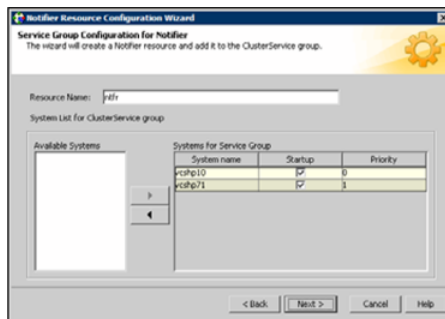 Notifier Resource Configuration Wizard
Service Group Configuration for Notifier
The wizard will create a Notifier resource and add it to the ClusterService group.
Resource Name: ntfr
System List for ClusterService group
Available Systems
Systems for Service Group
System name Startup Priority
vcshp10 0
vcshp71 1
< Back Next > Cancel Help